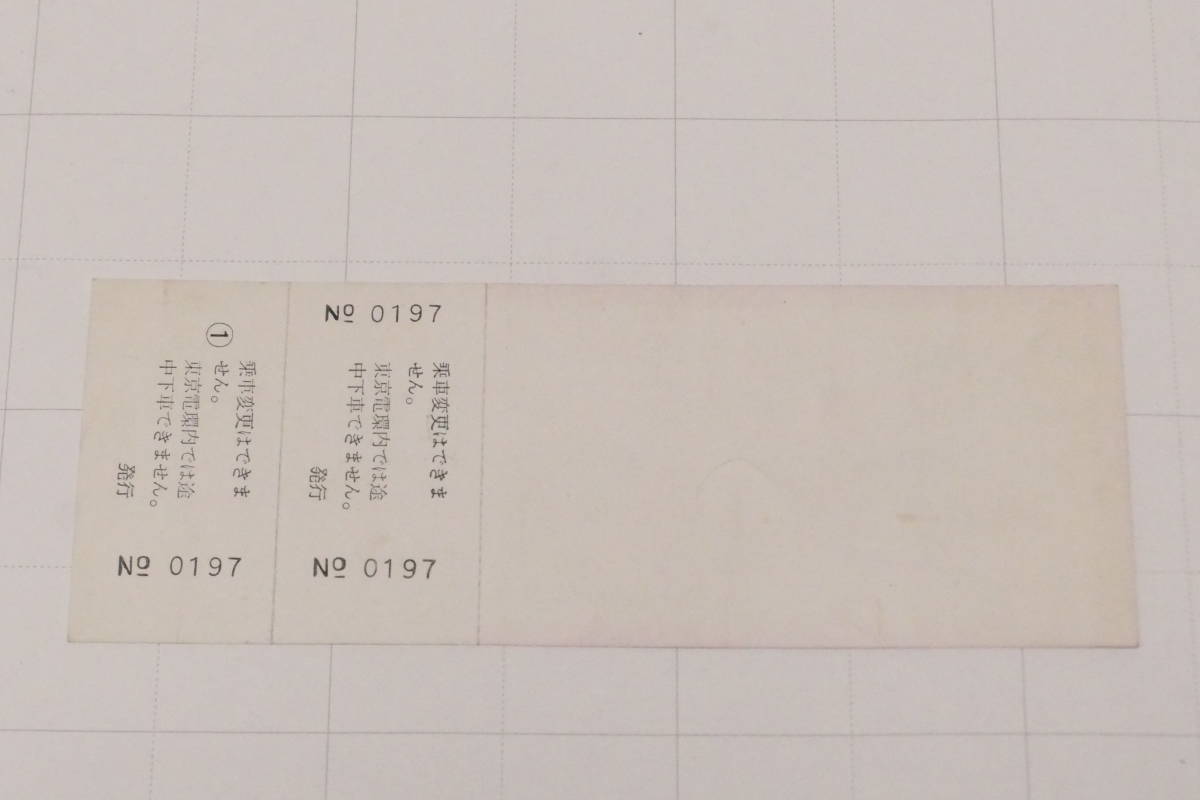 № 0197
乗車変更はできま
せん。
東京電環内では途
中下車できません。
発行
№ 0197
①
乗車変更はできま
せん。
東京電環内では途
中下車できません。
発行
№ 0197